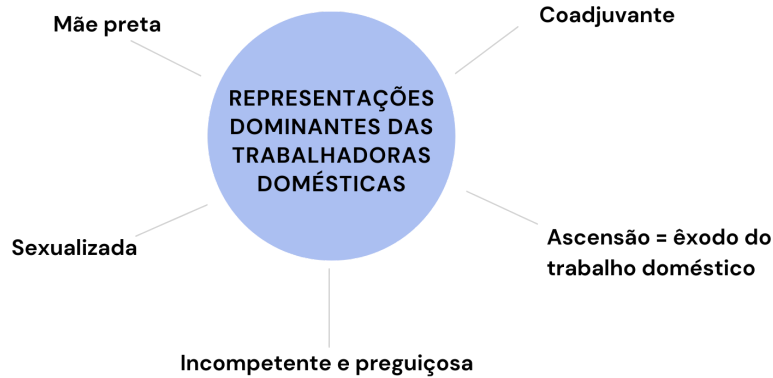 Mãe preta
Coadjuvante
REPRESENTAÇÕES
DOMINANTES DAS
TRABALHADORAS
DOMÉSTICAS
Sexualizada
Ascensão = êxodo do
trabalho doméstico
Incompetente e preguiçosa